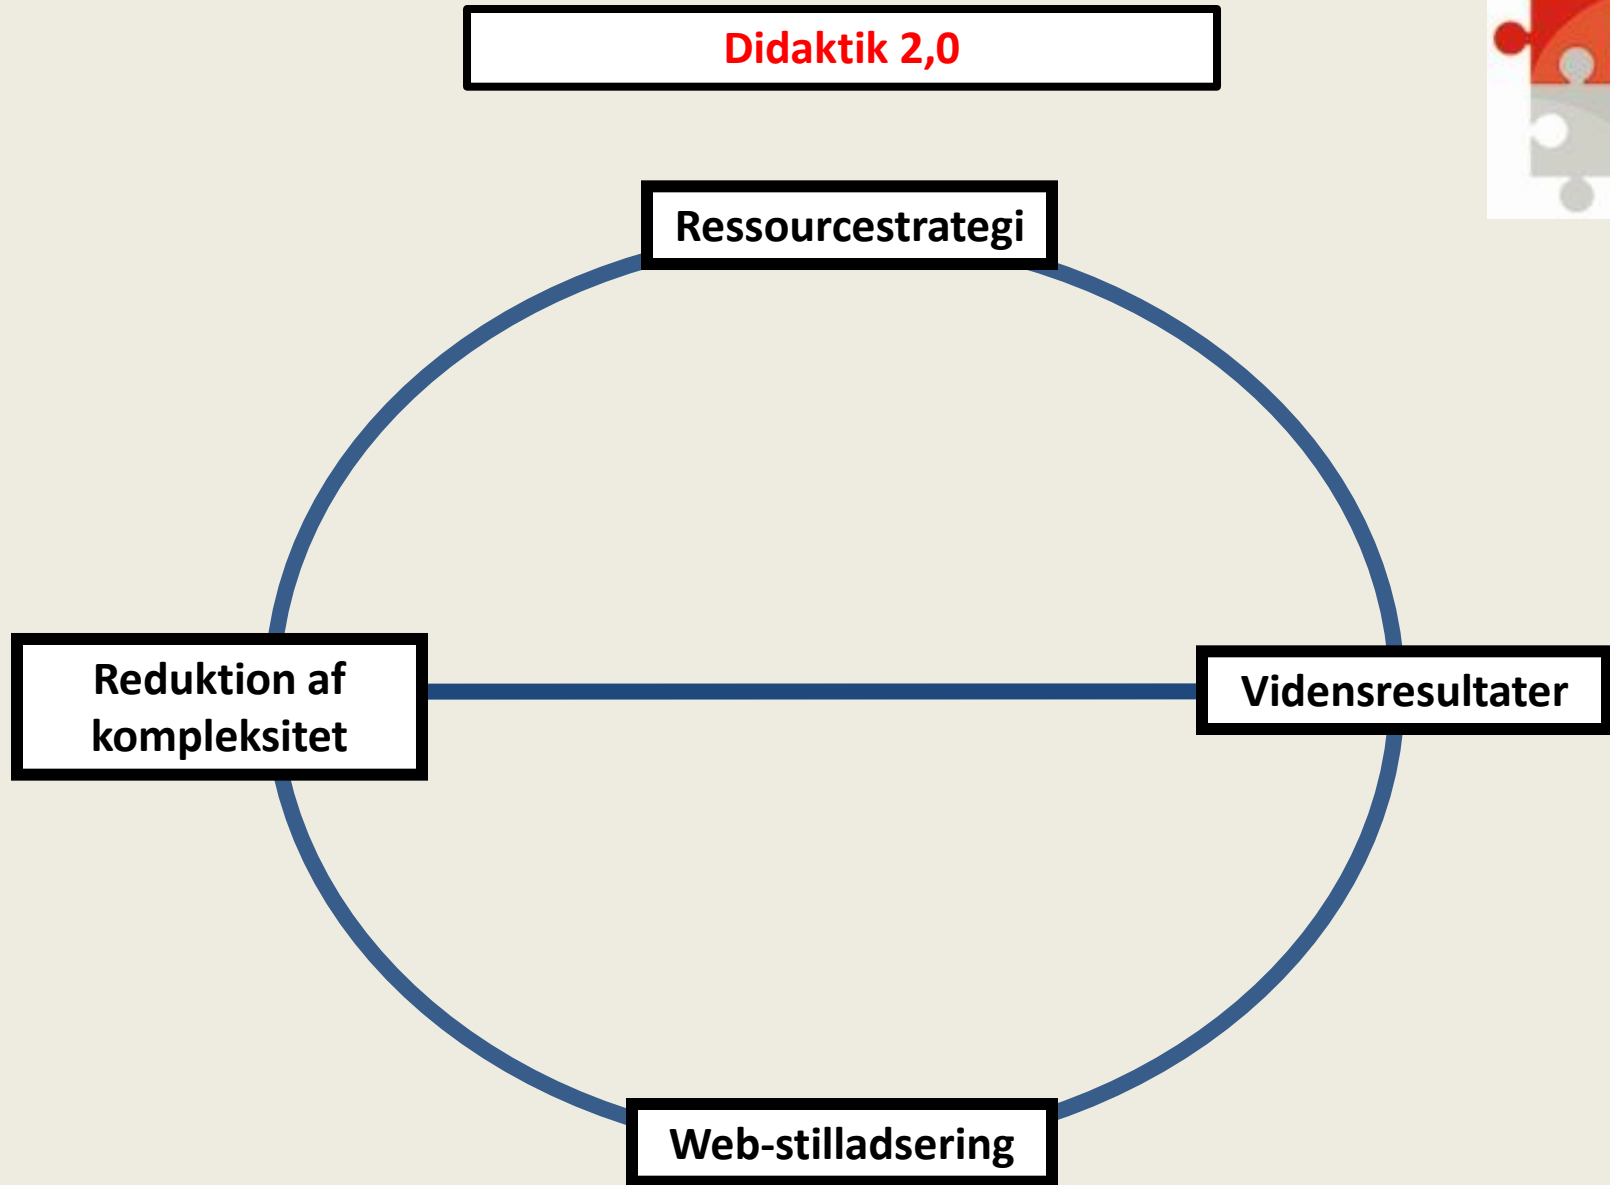 Didaktik 2,0
Ressourcestrategi
Reduktion af
kompleksitet
Vidensresultater
Web-stilladsering